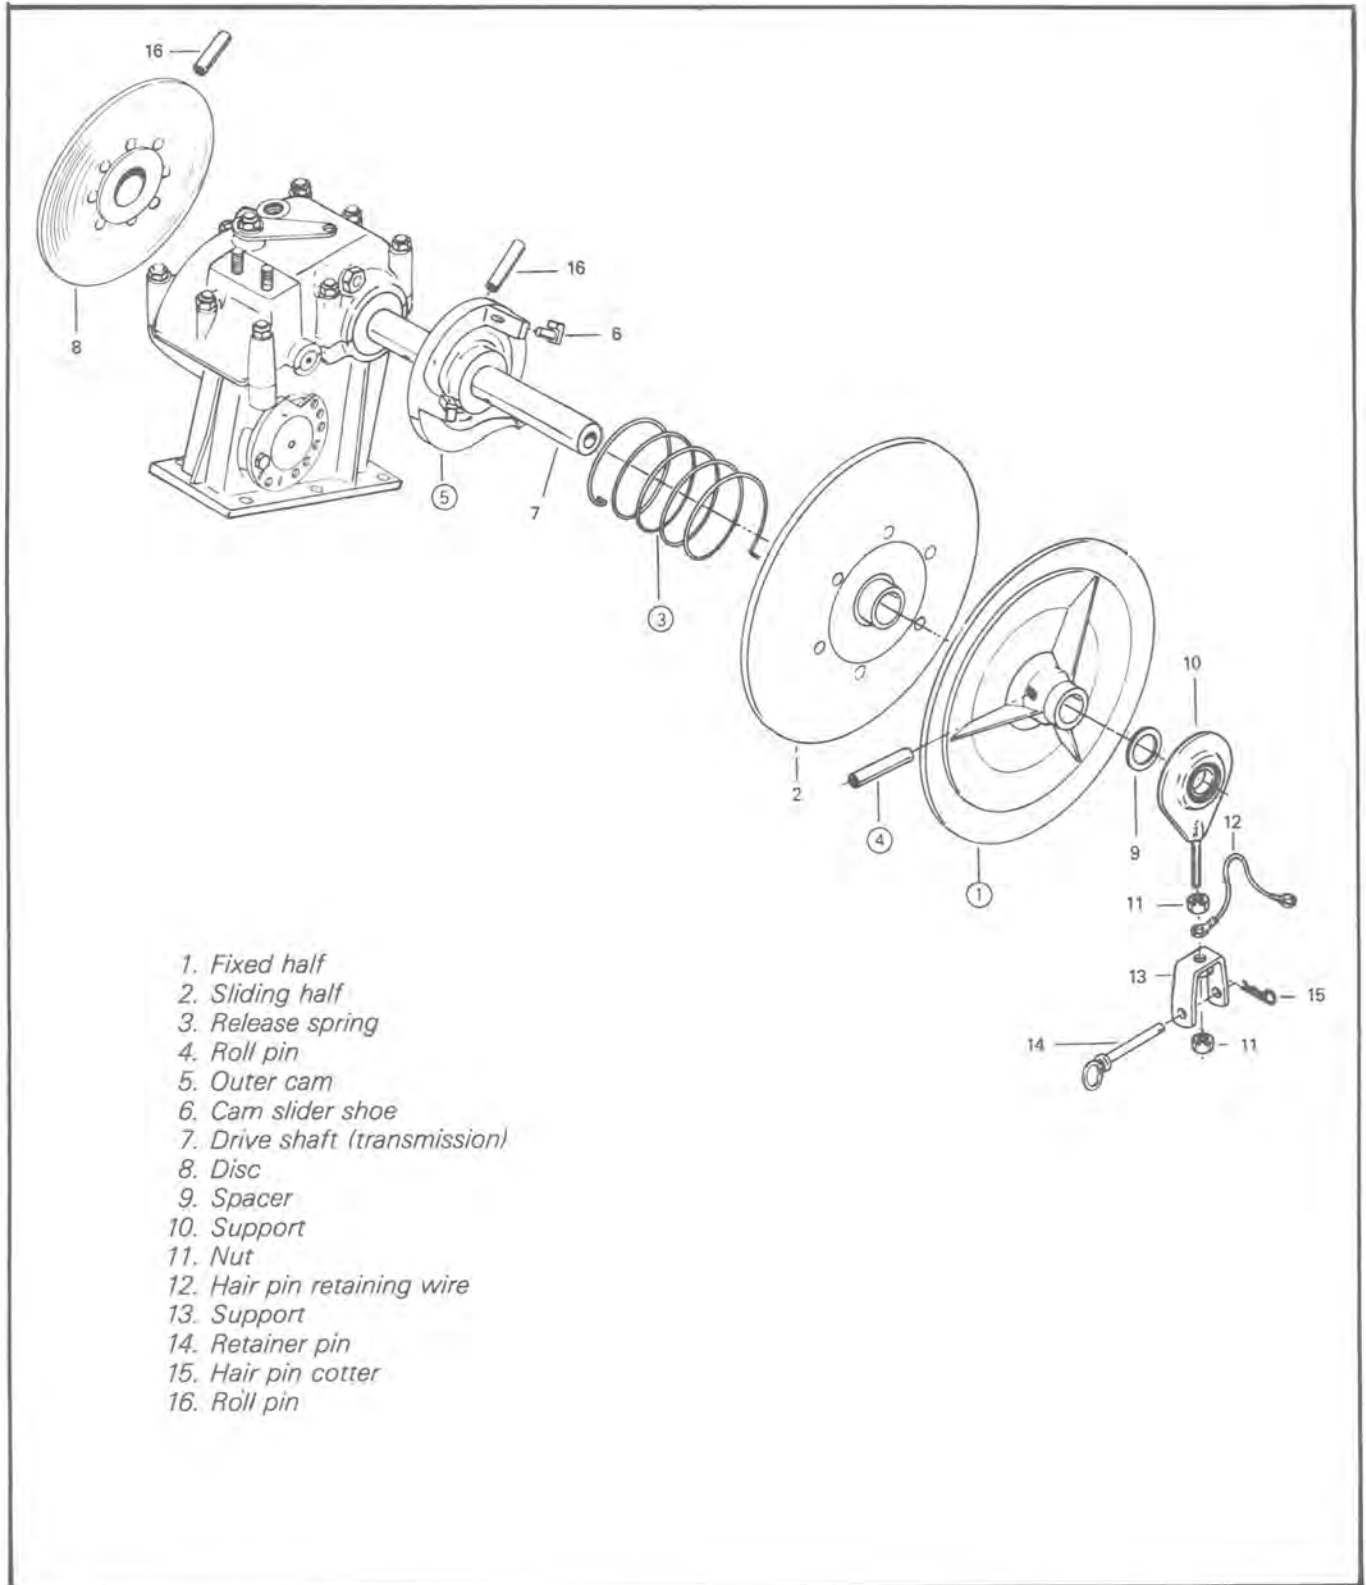 16
16
6
8
5
7
3
10
2
4
9
12
1
11
13
15
14
11
1. Fixed half
2. Sliding half
3. Release spring
4. Roll pin
5. Outer cam
6. Cam slider shoe
7. Drive shaft (transmission)
8. Disc
9. Spacer
10. Support
11. Nut
12. Hair pin retaining wire
13. Support
14. Retainer pin
15. Hair pin cotter
16. Roll pin